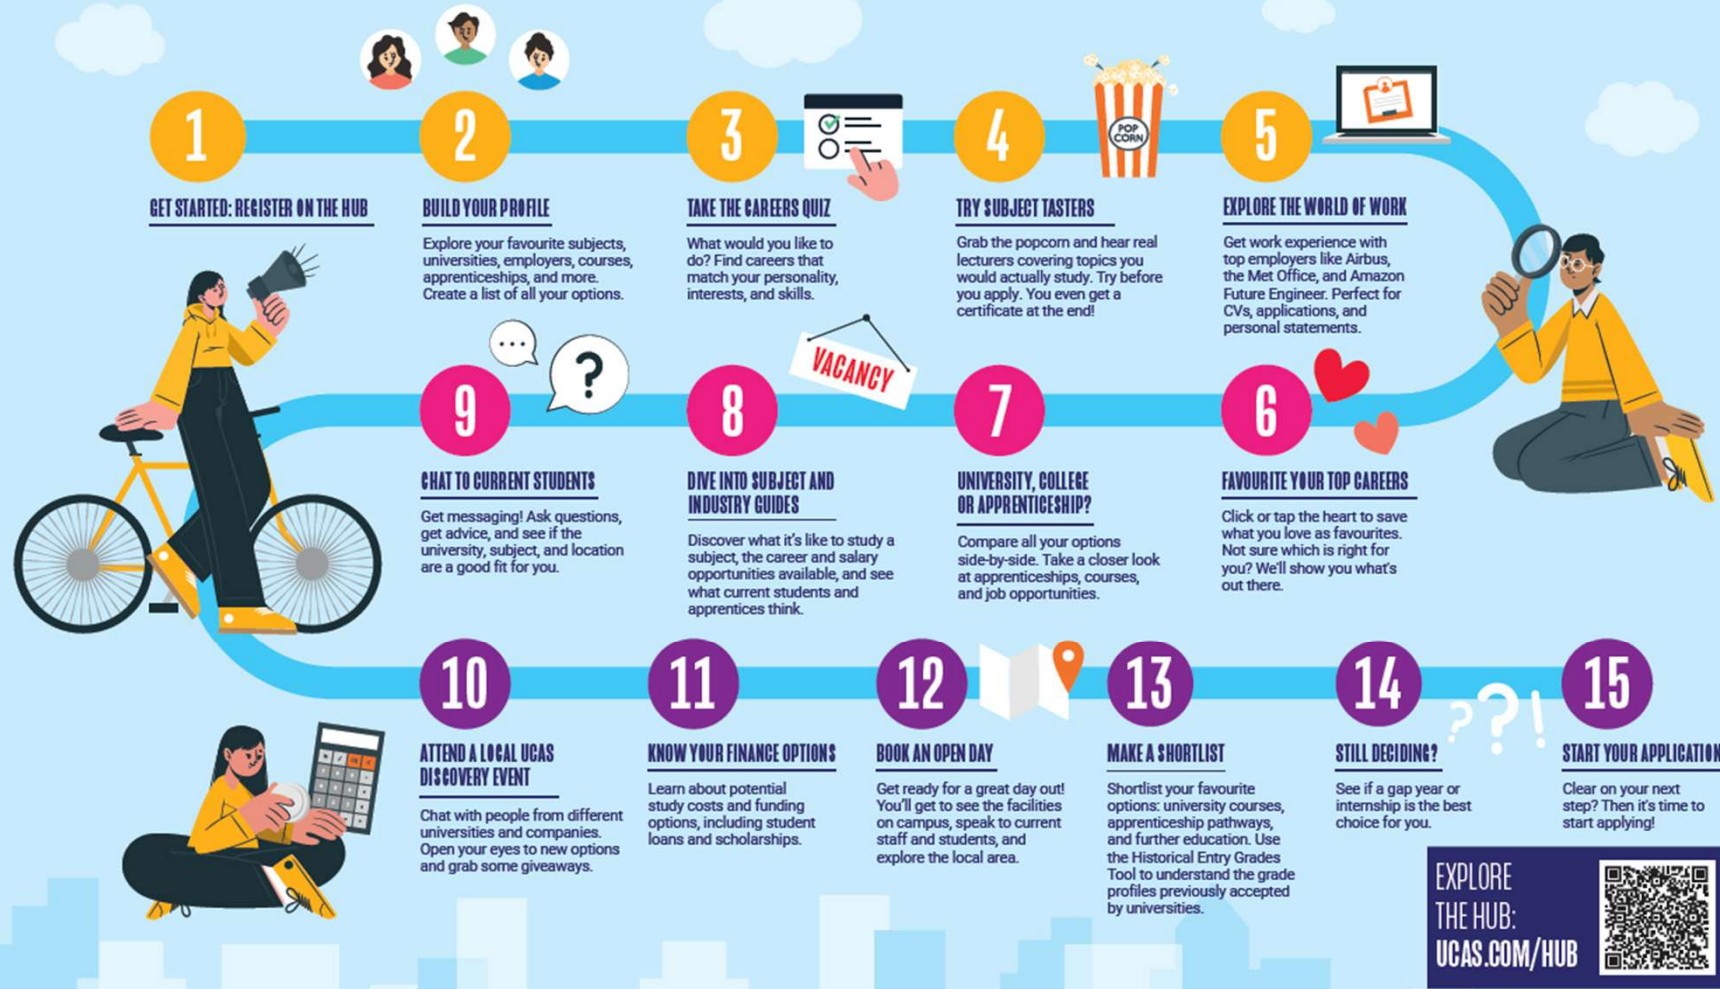 1
GET STARTED: REGISTER ON THE HUB
2
BUILD YOUR PROFILE
Explore your favourite subjects,
universities, employers, courses,
apprenticeships, and more.
Create a list of all your options.
3
TAKE THE CAREERS QUIZ
What would you like to
do? Find careers that
match your personality,
interests, and skills.
4
POP
CORN
TRY SUBJECT TASTERS
Grab the popcorn and hear real
lecturers covering topics you
would actually study. Try before
you apply. You even get a
certificate at the end!
5
EXPLORE THE WORLD OF WORK
Get work experience with
top employers like Airbus,
the Met Office, and Amazon
Future Engineer. Perfect for
CVs, applications, and
personal statements.
6
FAVOURITE YOUR TOP CAREERS
Click or tap the heart to save
what you love as favourites.
Not sure which is right for
you? We'll show you what's
out there.
7
UNIVERSITY, COLLEGE
OR APPRENTICESHIP?
Compare all your options
side-by-side. Take a closer look
at apprenticeships, courses,
and job opportunities.
8
VACANCY
DIVE INTO SUBJECT AND
INDUSTRY GUIDES
Discover what it's like to study a
subject, the career and salary
opportunities available, and see
what current students and
apprentices think.
9
?
CHAT TO CURRENT STUDENTS
Get messaging! Ask questions,
get advice, and see if the
university, subject, and location
are a good fit for you.
10
ATTEND A LOCAL UCAS
DISCOVERY EVENT
Chat with people from different
universities and companies.
Open your eyes to new options
and grab some giveaways.
11
KNOW YOUR FINANCE OPTIONS
Learn about potential
study costs and funding
options, including student
loans and scholarships.
12
BOOK AN OPEN DAY
Get ready for a great day out!
You'll get to see the facilities
on campus, speak to current
staff and students, and
explore the local area.
13
MAKE A SHORTLIST
Shortlist your favourite
options: university courses,
apprenticeship pathways,
and further education. Use
the Historical Entry Grades
Tool to understand the grade
profiles previously accepted
by universities.
14
??!
STILL DECIDING?
See if a gap year or
internship is the best
choice for you.
15
START YOUR APPLICATION
Clear on your next
step? Then it's time to
start applying!
EXPLORE
THE HUB:
UCAS.COM/HUB